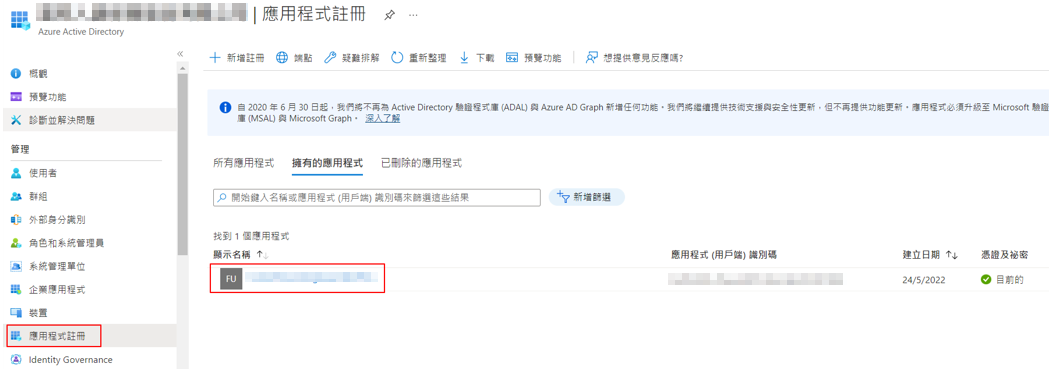 應用程式註冊
Azure Active Directory
新增註冊 端點 疑難排解 重新整理 下載 預覽功能 想提供意見反應嗎?
概觀
預覽功能
診斷並解決問題
管理
使用者
群組
外部身分識別
角色和系統管理員
系統管理單位
企業應用程式
裝置
應用程式註冊
Identity Governance
自 2020 年 6 月 30 日起，我們將不再為 Active Directory 驗證程式庫 (ADAL) 與 Azure AD Graph 新增任何功能。我們將繼續提供技術支援與安全性更新，但不再提供功能更新。應用程式必須升級至 Microsoft 驗證程式
庫 (MSAL) 與 Microsoft Graph。 深入了解
所有應用程式 擁有的應用程式 已刪除的應用程式
開始鍵入名稱或應用程式 (用戶端) 識別碼來篩選這些結果
新增篩選
找到 1 個應用程式
顯示名稱 應用程式 (用戶端) 識別碼 建立日期 憑證及祕密
FU 24/5/2022 目前的